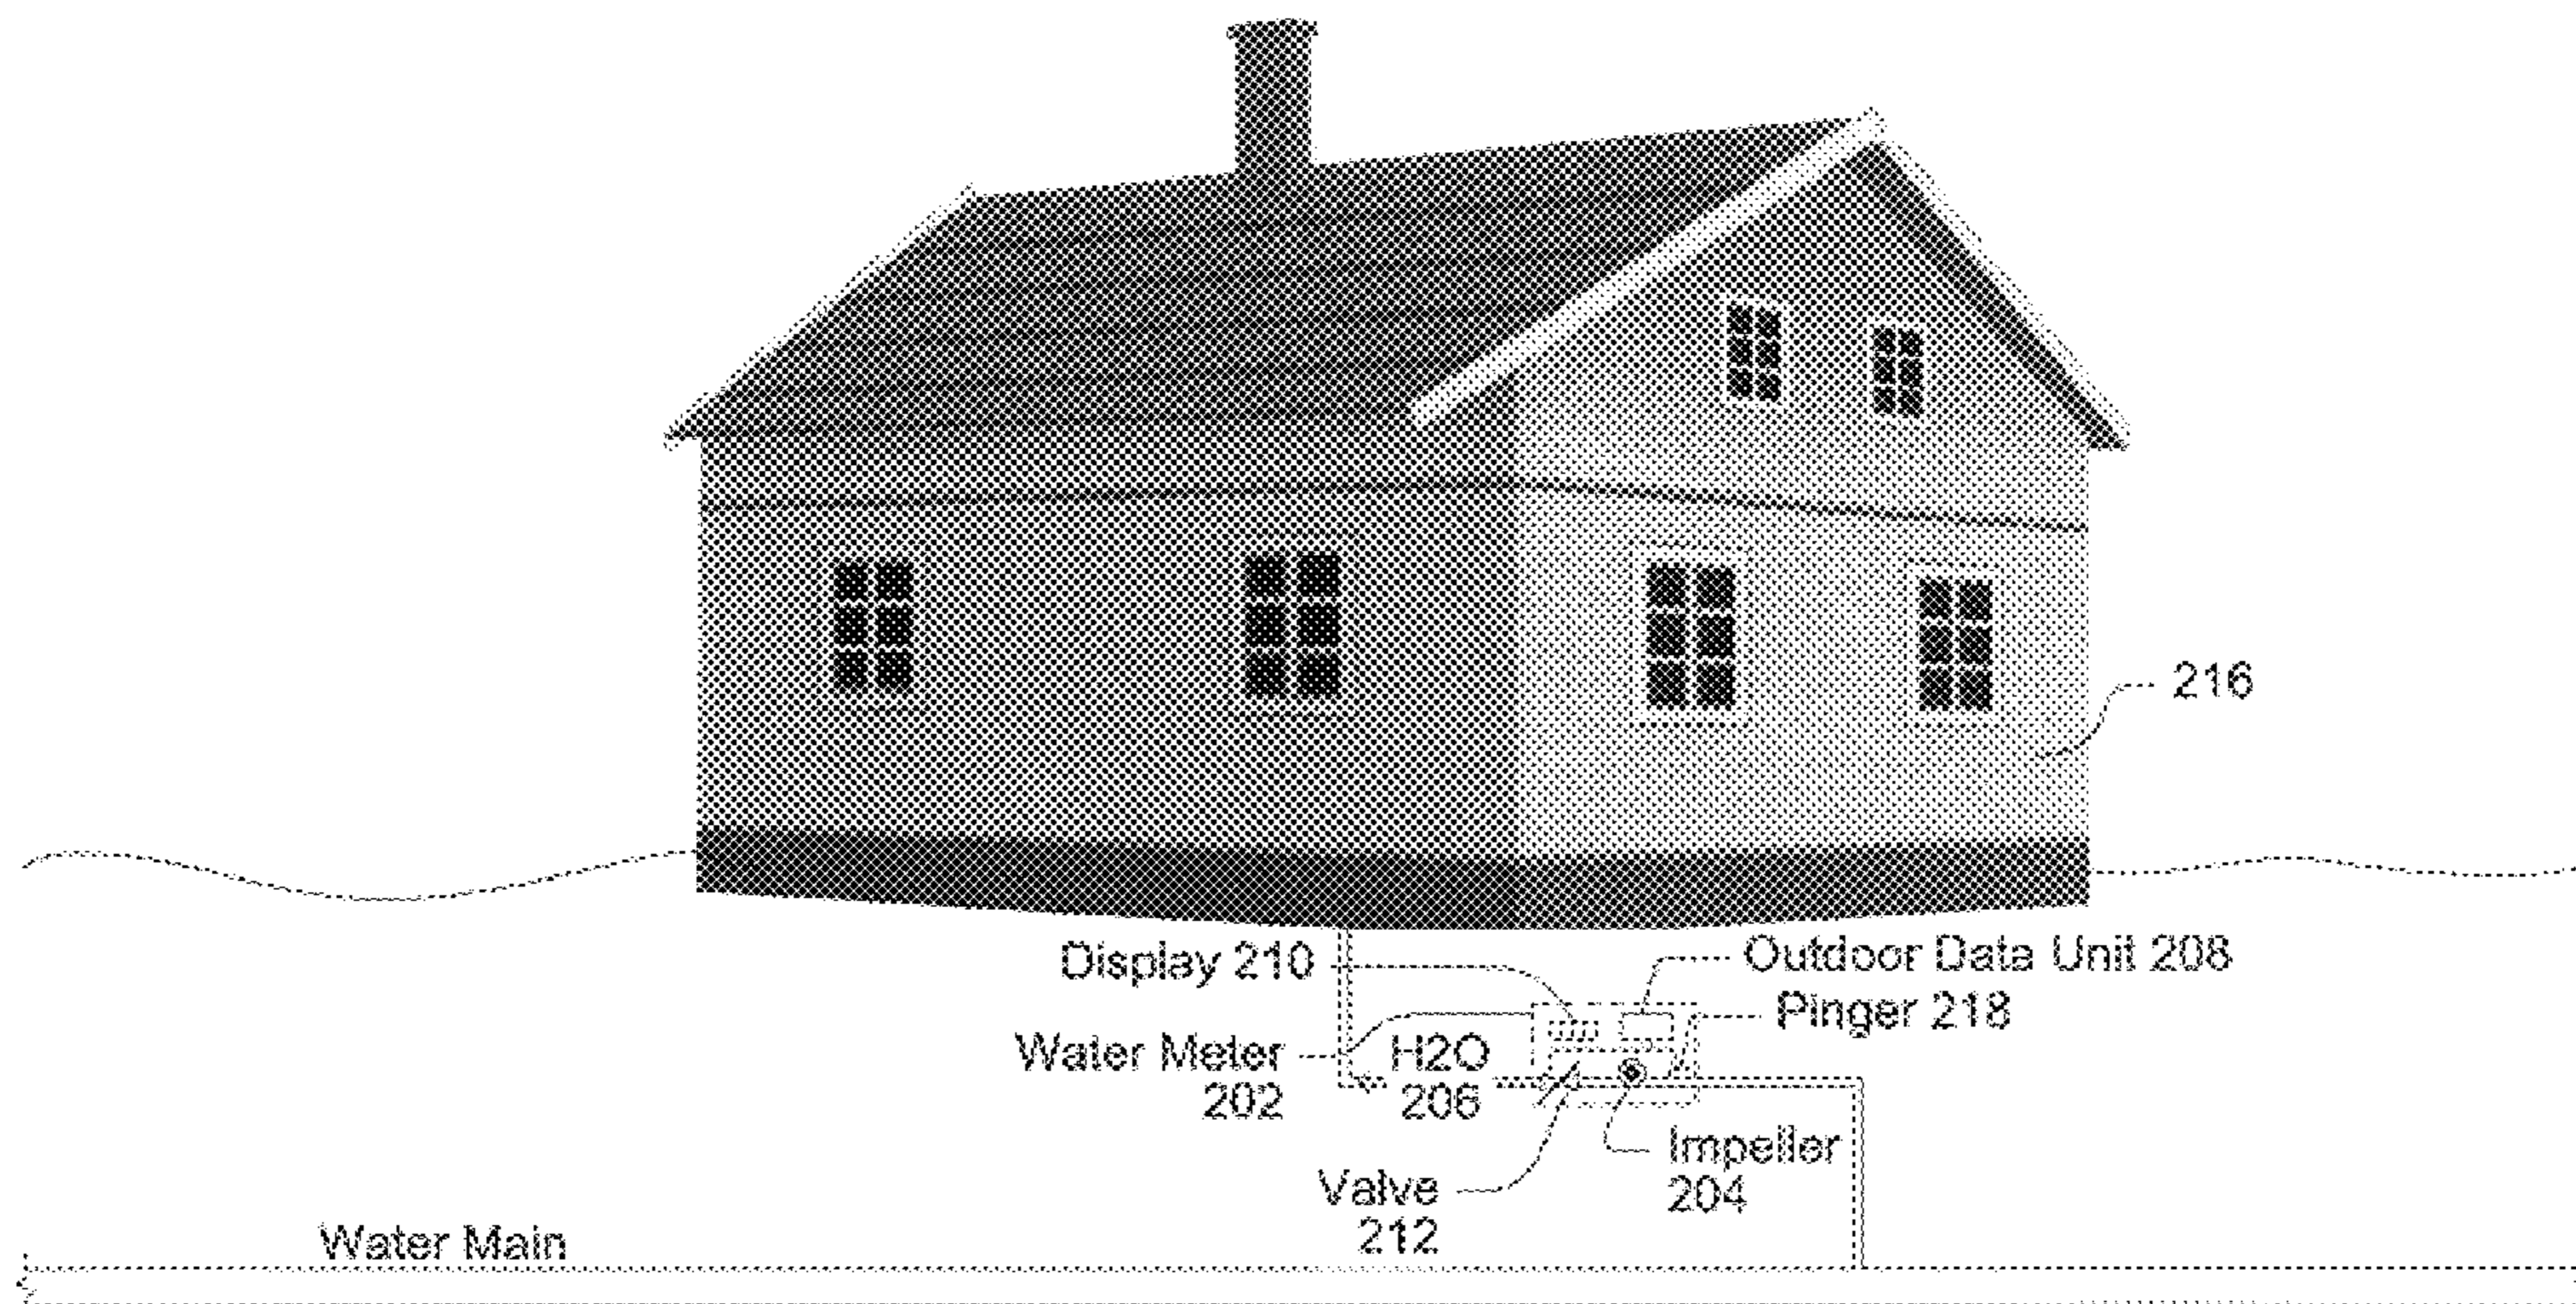 216
Display 210
Outdoor Data Unit 208
Pinger 218
Water Meter
202
H2O
206
Impeller
204
Valve
212
Water Main